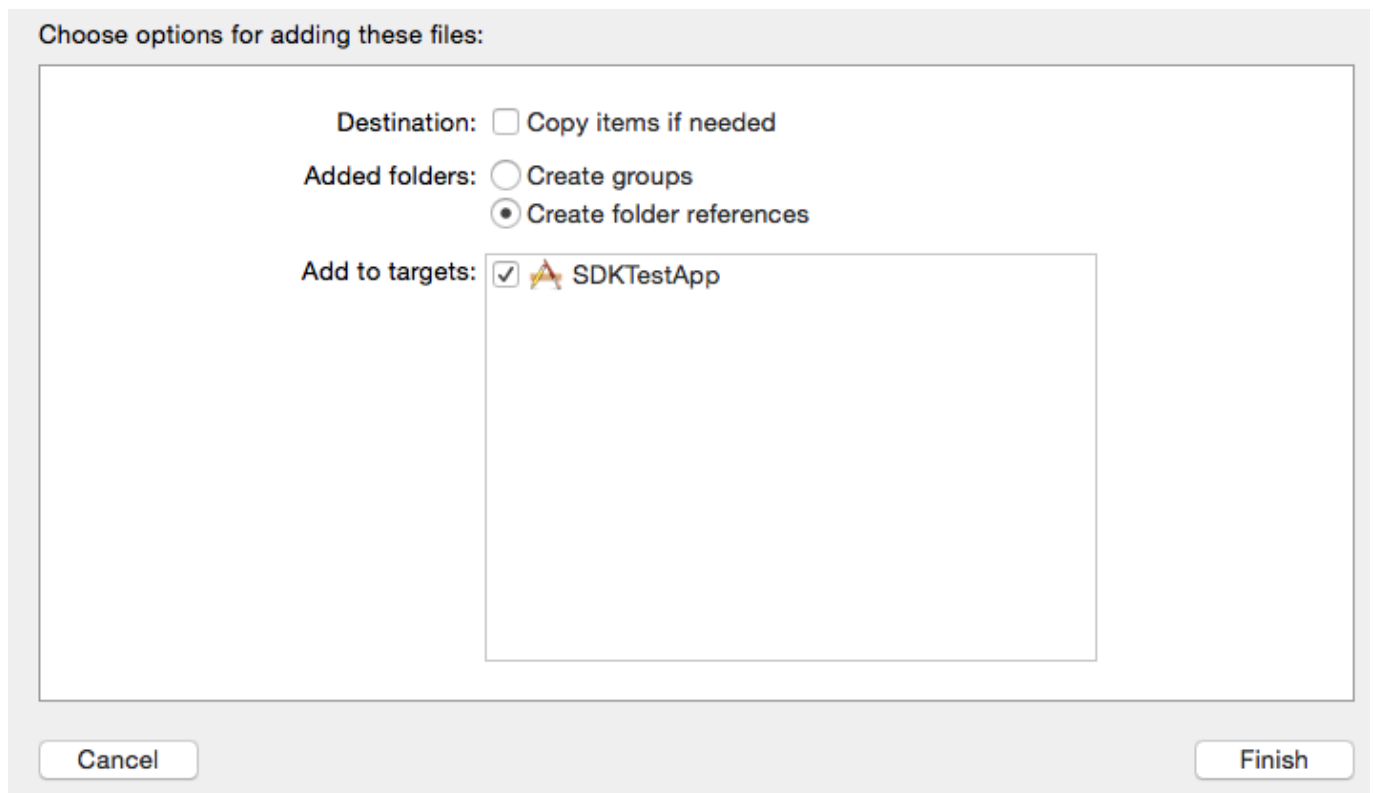 Choose options for adding these files:
Destination: Copy items if needed
Added folders: Create groups
Create folder references
Add to targets: SDKTestApp
Cancel Finish